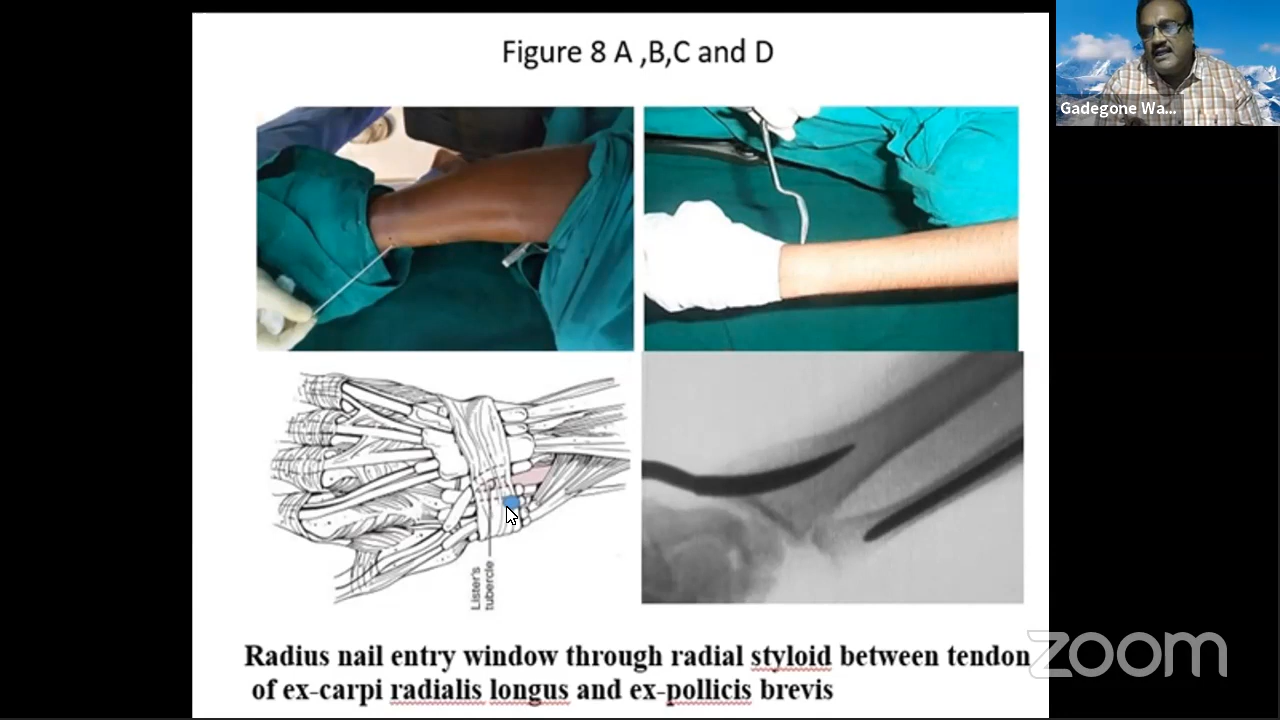 Figure 8 A ,B,C and D
Gadegone Wa...
Lister's
tubercle
Radius nail entry window through radial styloid between tendon
of ex-carpi radialis longus and ex-pollicis brevis
zoom